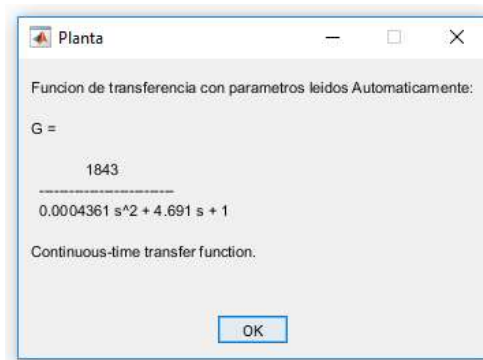 Planta
Funcion de transferencia con parametros leidos Automaticamente:
G =
1843
---------------------------
0.0004361 s^2 + 4.691 s + 1
Continuous-time transfer function.
OK